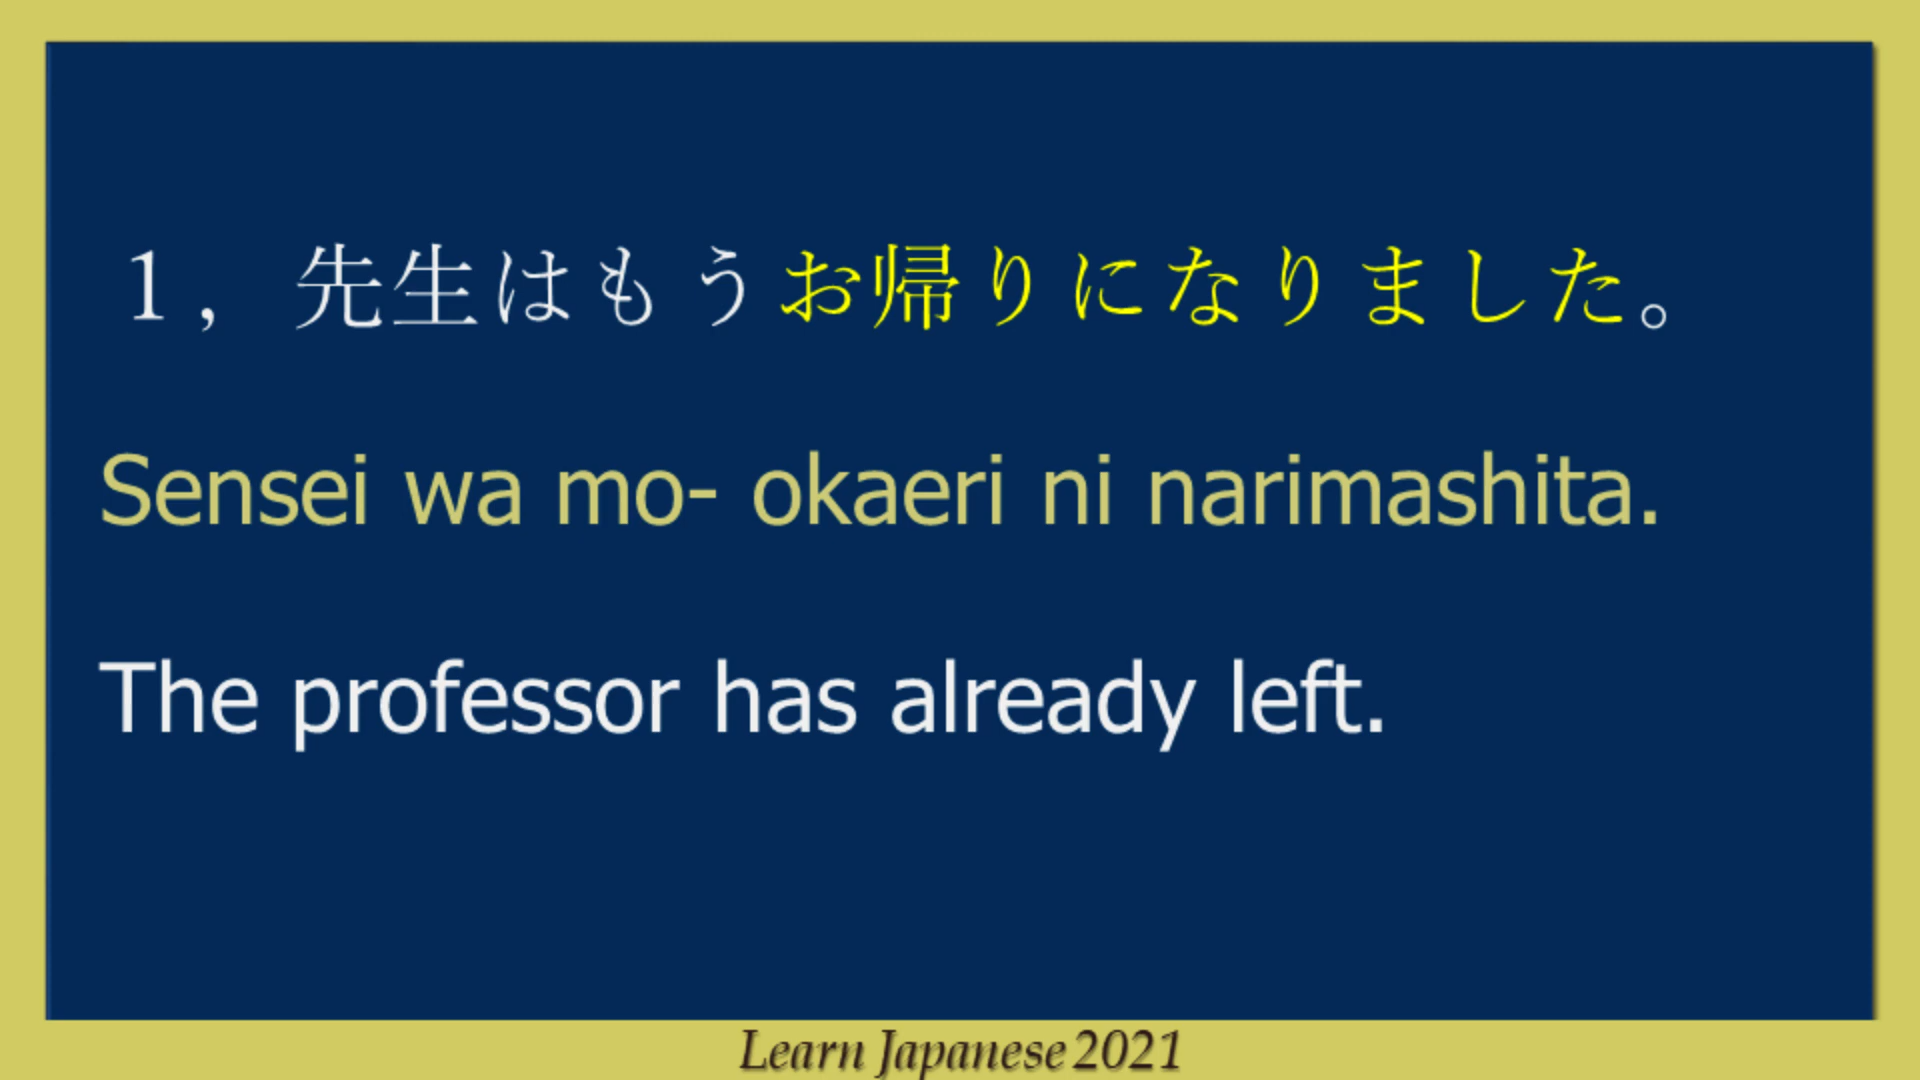 １，先生はもうお帰りになりました。
Sensei wa mo- okaeri ni narimashita.
The professor has already left.
Learn Japanese 2021